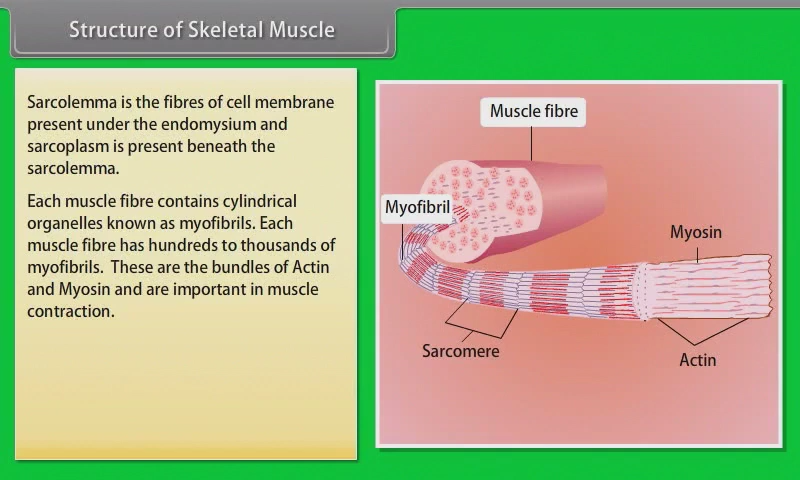 Structure of Skeletal Muscle
Sarcolemma is the fibres of cell membrane
present under the endomysium and
sarcoplasm is present beneath the
sarcolemma.
Each muscle fibre contains cylindrical
organelles known as myofibrils. Each
muscle fibre has hundreds to thousands of
myofibrils. These are the bundles of Actin
and Myosin and are important in muscle
contraction.
Muscle fibre
Myofibril
Myosin
Sarcomere
Actin